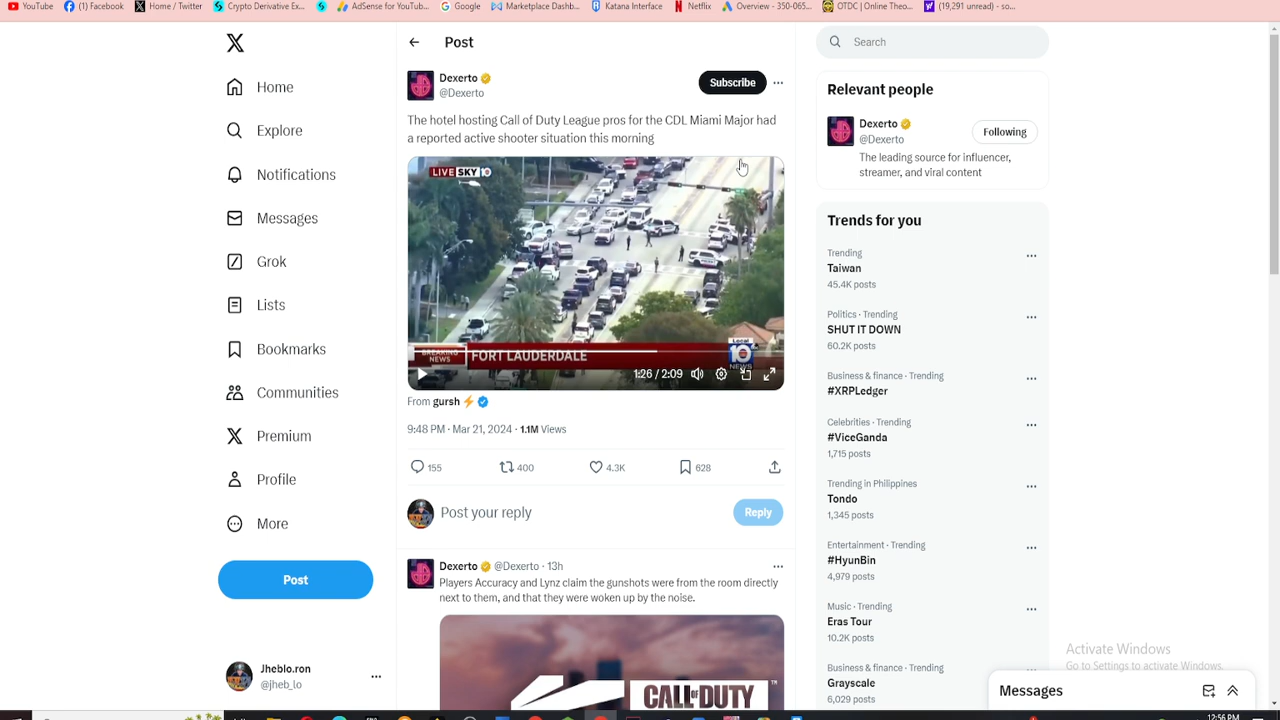 YouTube (1) Facebook Home / Twitter Crypto Derivative Ex... AdSense for YouTub... Google Marketplace Dashb... Katana Interface Netflix Overview - 350-065... OTDC | Online Theo... (19,291 unread) - so...
Post
Search
Home
Explore
Notifications
Messages
Grok
Lists
Bookmarks
Communities
Premium
Profile
More
Post
Jheblo.ron
@jheb_lo
Dexerto
@Dexerto
Subscribe
The hotel hosting Call of Duty League pros for the CDL Miami Major had
a reported active shooter situation this morning
LIVE SKY 10
BREAKING NEWS
FORT LAUDERDALE
Local 10 NEWS
1:26 / 2:09
From gursh
9:48 PM · Mar 21, 2024 · 1.1M Views
155 400 4.3K 628
Post your reply
Reply
Dexerto @Dexerto · 13h
Players Accuracy and Lynz claim the gunshots were from the room directly
next to them, and that they were woken up by the noise.
CALL OF DUTY
Relevant people
Dexerto
@Dexerto
Following
The leading source for influencer,
streamer, and viral content
Trends for you
Trending
Taiwan
45.4K posts
Politics · Trending
SHUT IT DOWN
60.2K posts
Business & finance · Trending
#XRPLedger
Celebrities · Trending
#ViceGanda
1,715 posts
Trending in Philippines
Tondo
1,345 posts
Entertainment · Trending
#HyunBin
4,979 posts
Music · Trending
Eras Tour
10.2K posts
Business & finance · Trending
Grayscale
6,029 posts
Activate Windows
Go to Settings to activate Windows.
Messages
12:56 PM